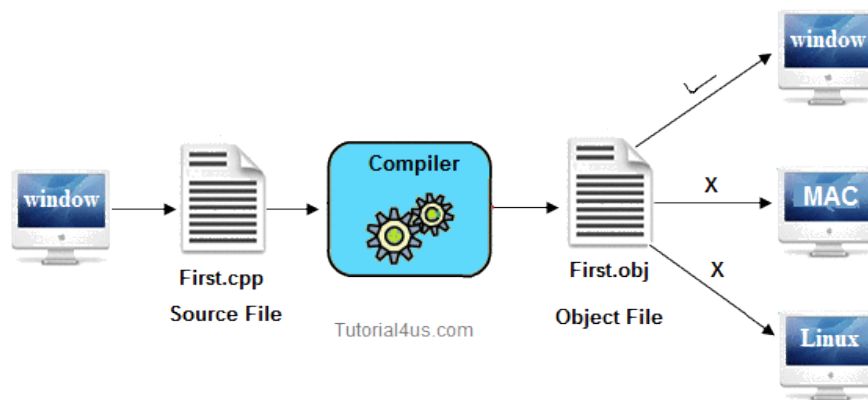 window
First.cpp
Source File
Compiler
Tutorial4us.com
First.obj
Object File
window
X
MAC
X
Linux